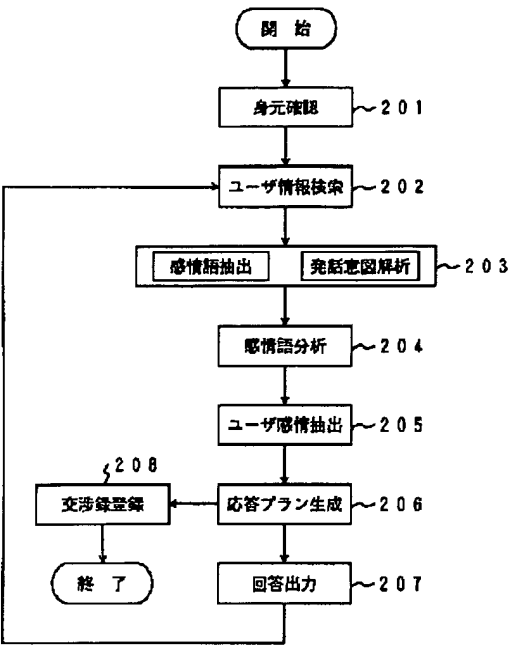 開 始
身元確認 201
ユーザ情報検索 202
感情語抽出 発話意図解析 203
感情語分析 204
ユーザ感情抽出 205
208
交渉録登録 応答プラン生成 206
終 了 回答出力 207